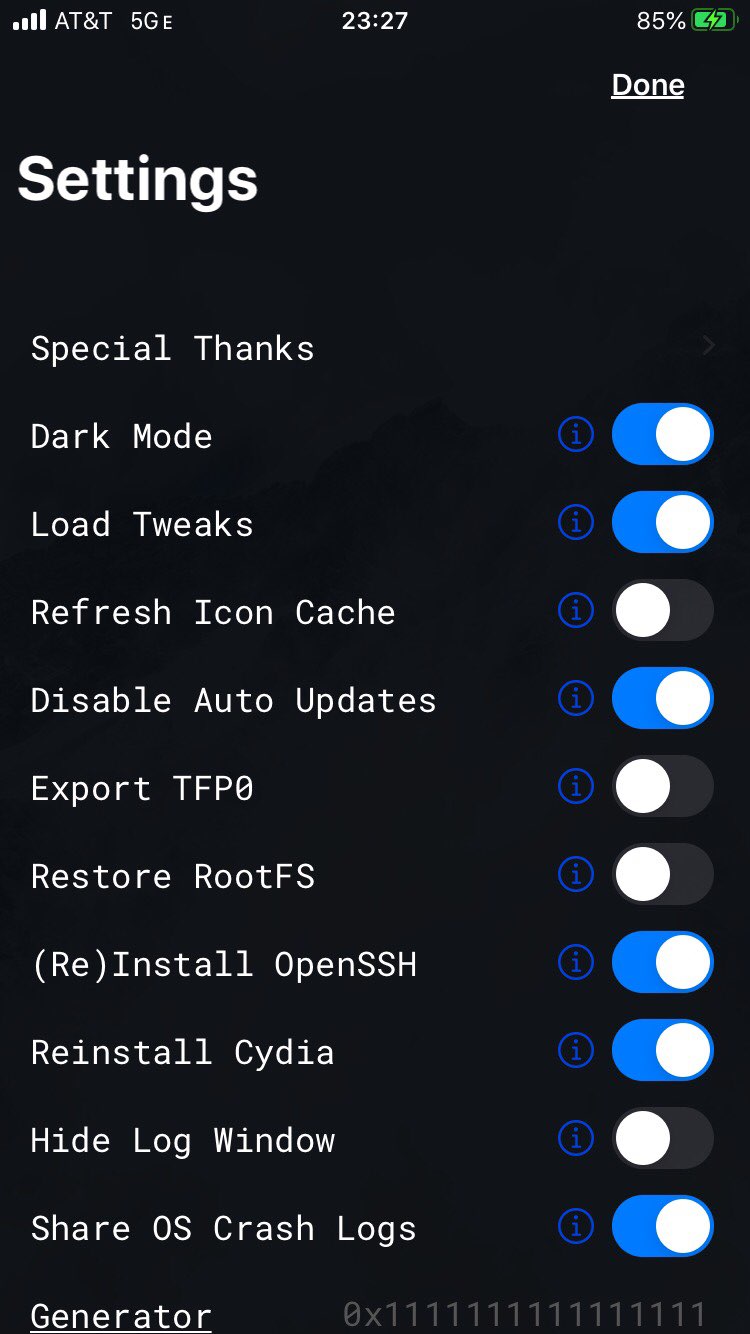 AT&T 5GE 23:27 85%
Done
Settings
Special Thanks
Dark Mode
Load Tweaks
Refresh Icon Cache
Disable Auto Updates
Export TFP0
Restore RootFS
(Re)Install OpenSSH
Reinstall Cydia
Hide Log Window
Share OS Crash Logs
Generator 0x1111111111111111